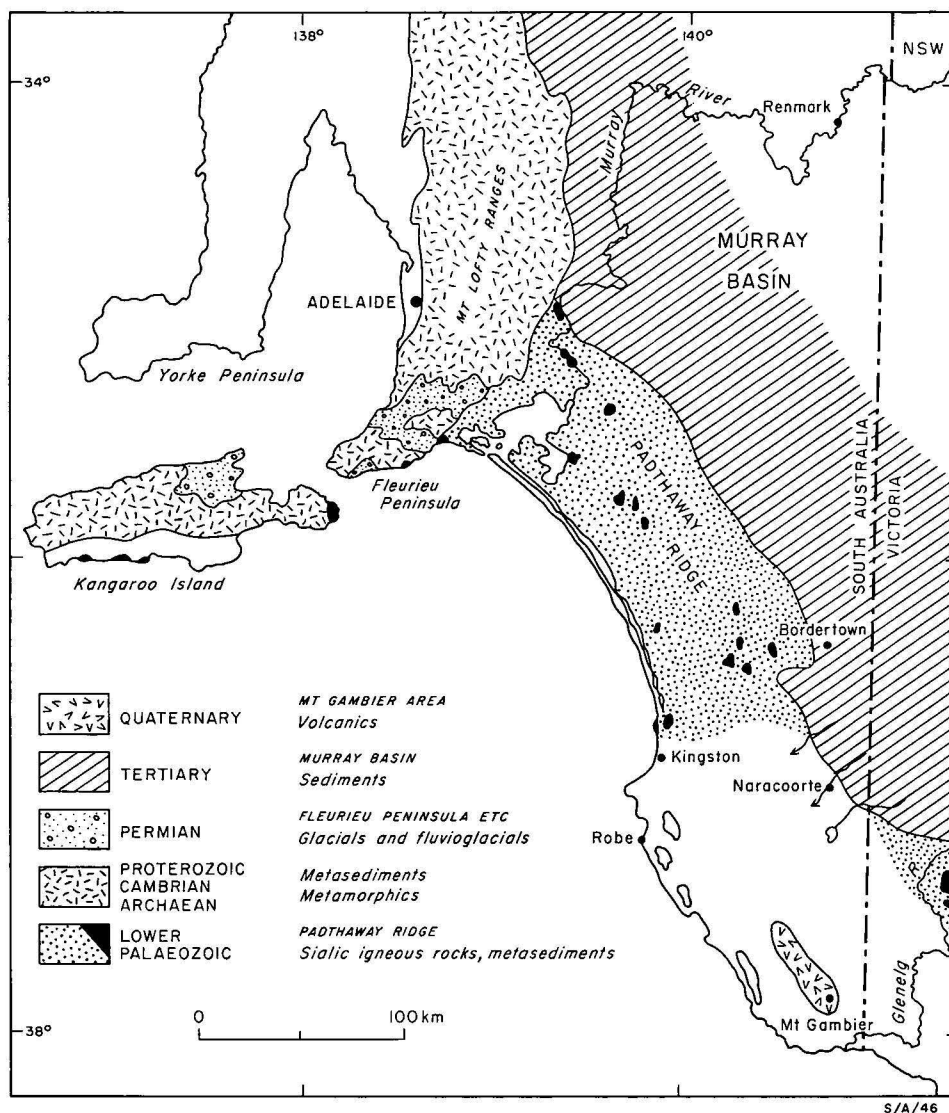 138°
140°
NSW
34°
River
Renmark
Murray
MT LOFTY RANGES
MURRAY
BASIN
ADELAIDE
Yorke Peninsula
PADTHAWAY
RIDGE
SOUTH AUSTRALIA
VICTORIA
Fleurieu
Peninsula
Kangaroo Island
Bordertown
QUATERNARY
MT GAMBIER AREA
Volcanics
TERTIARY
MURRAY BASIN
Sediments
PERMIAN
FLEURIEU PENINSULA ETC
Glacials and fluvioglacials
PROTEROZOIC
CAMBRIAN
ARCHAEAN
Metasediments
Metamorphics
LOWER
PALAEOZOIC
PADTHAWAY RIDGE
Sialic igneous rocks, metasediments
Kingston
Naracoorte
Robe
R.
Glenelg
Mt Gambier
0 100 km
38°
S/A/46